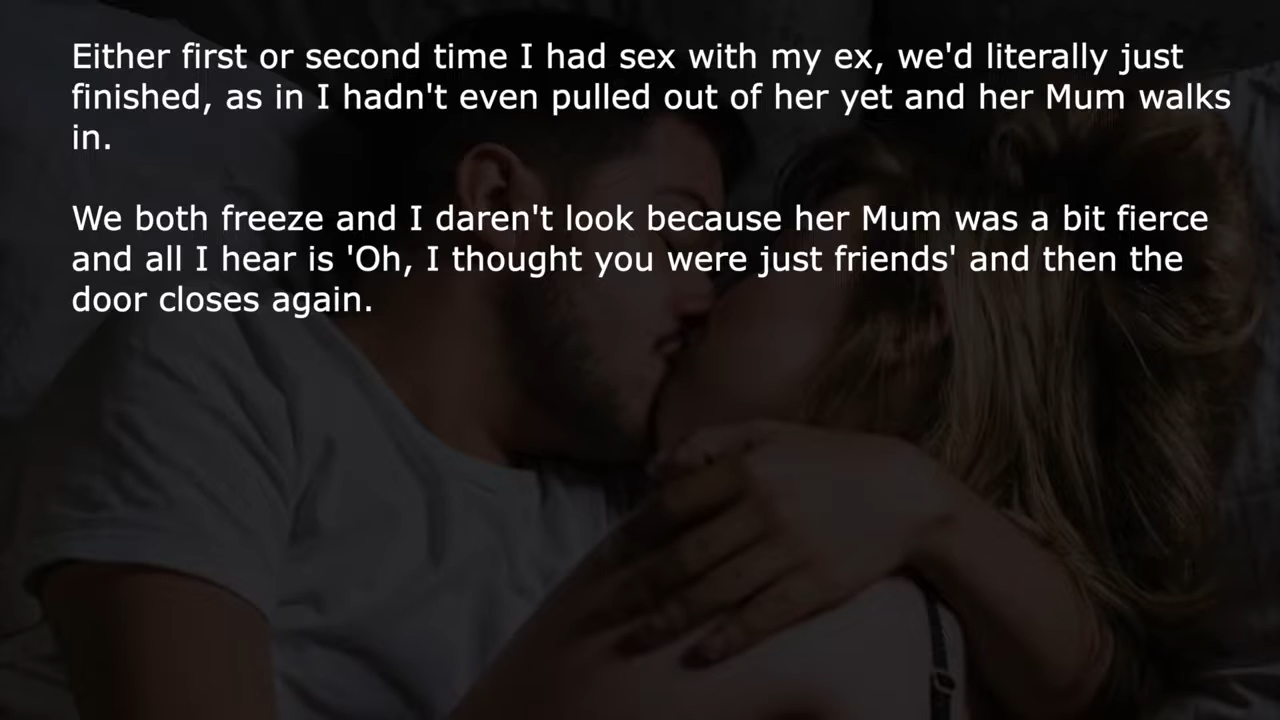 Either first or second time I had sex with my ex, we'd literally just
finished, as in I hadn't even pulled out of her yet and her Mum walks
in.
We both freeze and I daren't look because her Mum was a bit fierce
and all I hear is 'Oh, I thought you were just friends' and then the
door closes again.